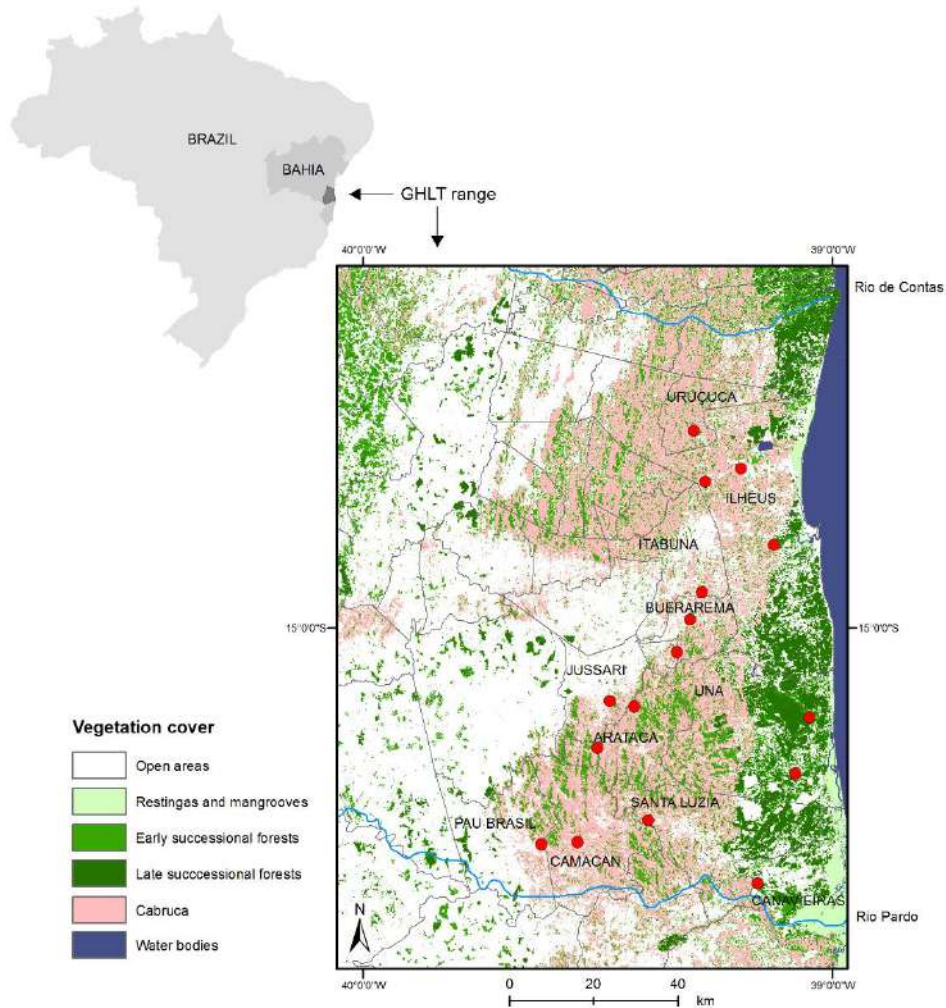 BRAZIL
BAHIA
GHLT range
40°0'0"W
39°0'0"W
Rio de Contas
URUÇUCA
ILHÉUS
ITABUNA
BUERAREMA
15°0'0"S
15°0'0"S
JUSSARI
UNA
Vegetation cover
ARATACA
Open areas
Restingas and mangrooves
SANTA LUZIA
Early successional forests
PAU BRASIL
CAMACAN
Late succcessional forests
CANAVIEIRAS
Cabruca
Rio Pardo
N
Water bodies
40°0'0"W
39°0'0"W
0
20
40
km